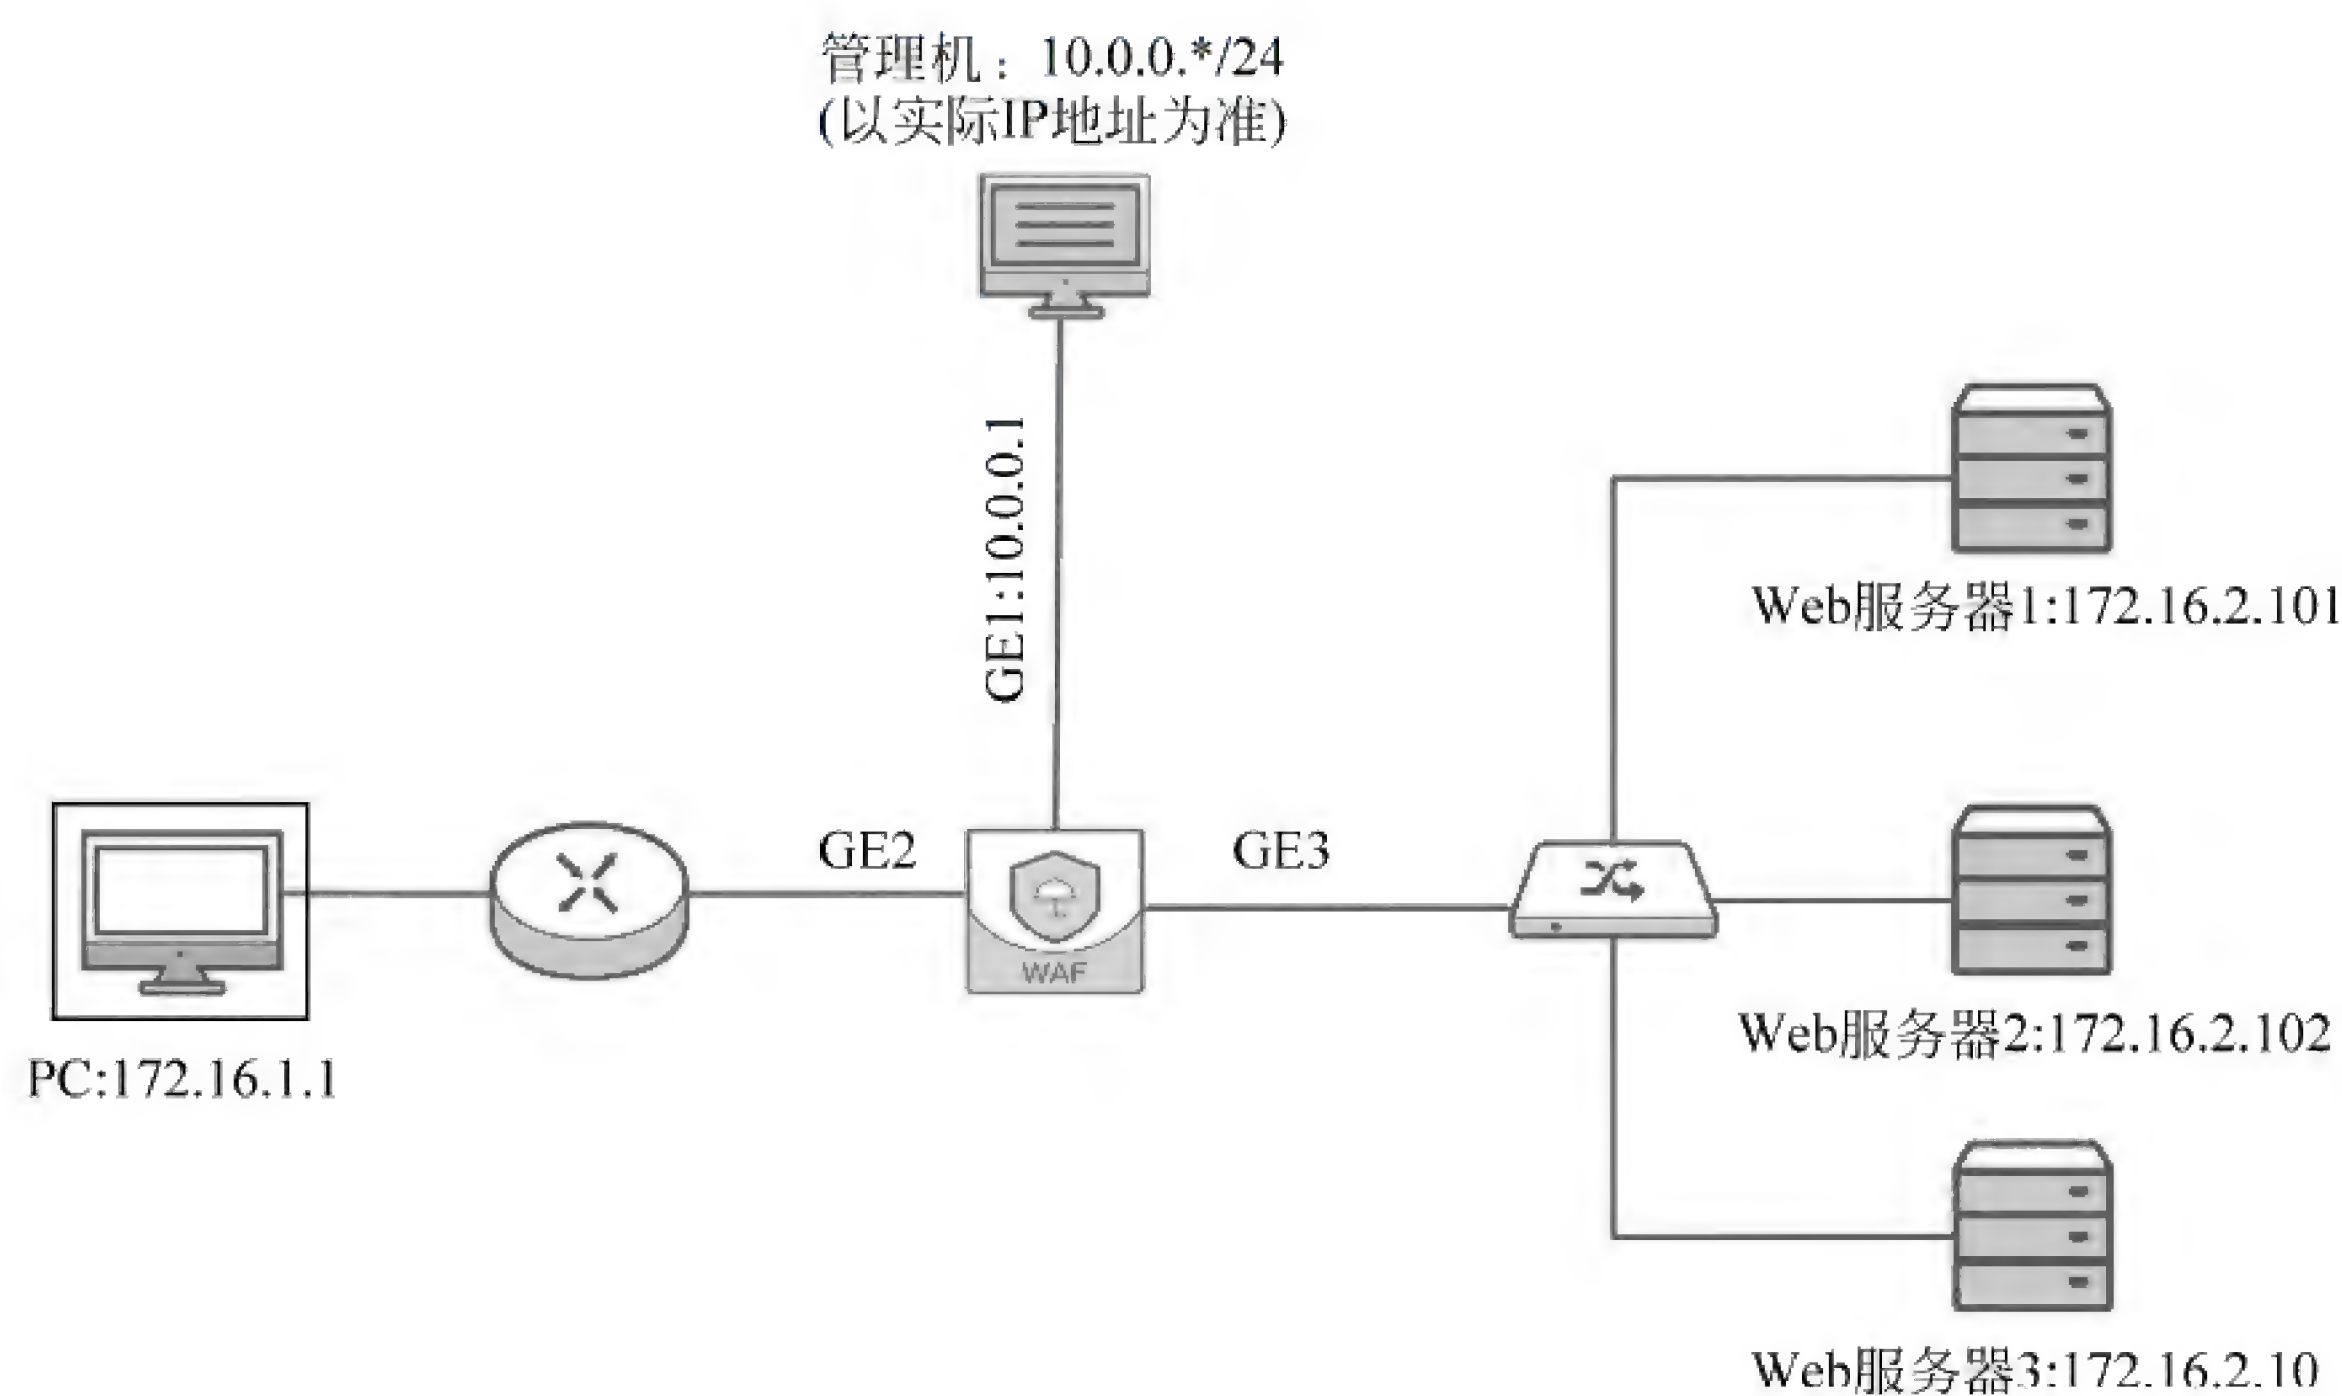 管理机：10.0.0.*/24
(以实际IP地址为准)
GE1:10.0.0.1
Web服务器1:172.16.2.101
GE2
GE3
WAF
Web服务器2:172.16.2.102
PC:172.16.1.1
Web服务器3:172.16.2.10